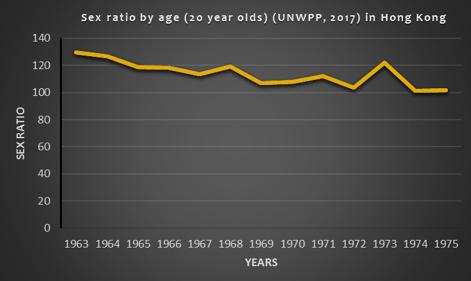 Sex ratio by age (20 year olds) (UNWPP, 2017) in Hong Kong
140
120
100
80
60
40
20
0
SEX RATIO
1963 1964 1965 1966 1967 1968 1969 1970 1971 1972 1973 1974 1975
YEARS